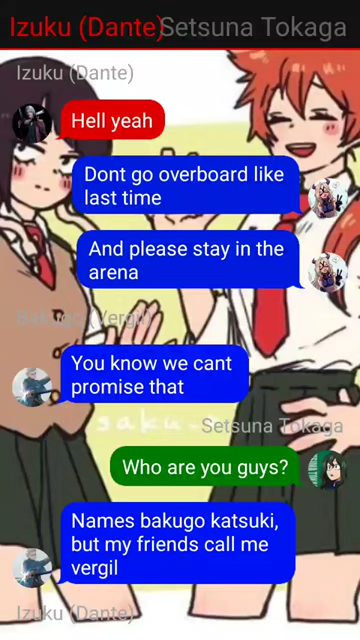 Izuku (Dante) Setsuna Tokaga
Izuku (Dante)
Hell yeah
Dont go overboard like
last time
And please stay in the
arena
Bakugo (Vergil)
You know we cant
promise that
saku
Setsuna Tokaga
Who are you guys?
Names bakugo katsuki,
but my friends call me
vergil
Izuku (Dante)